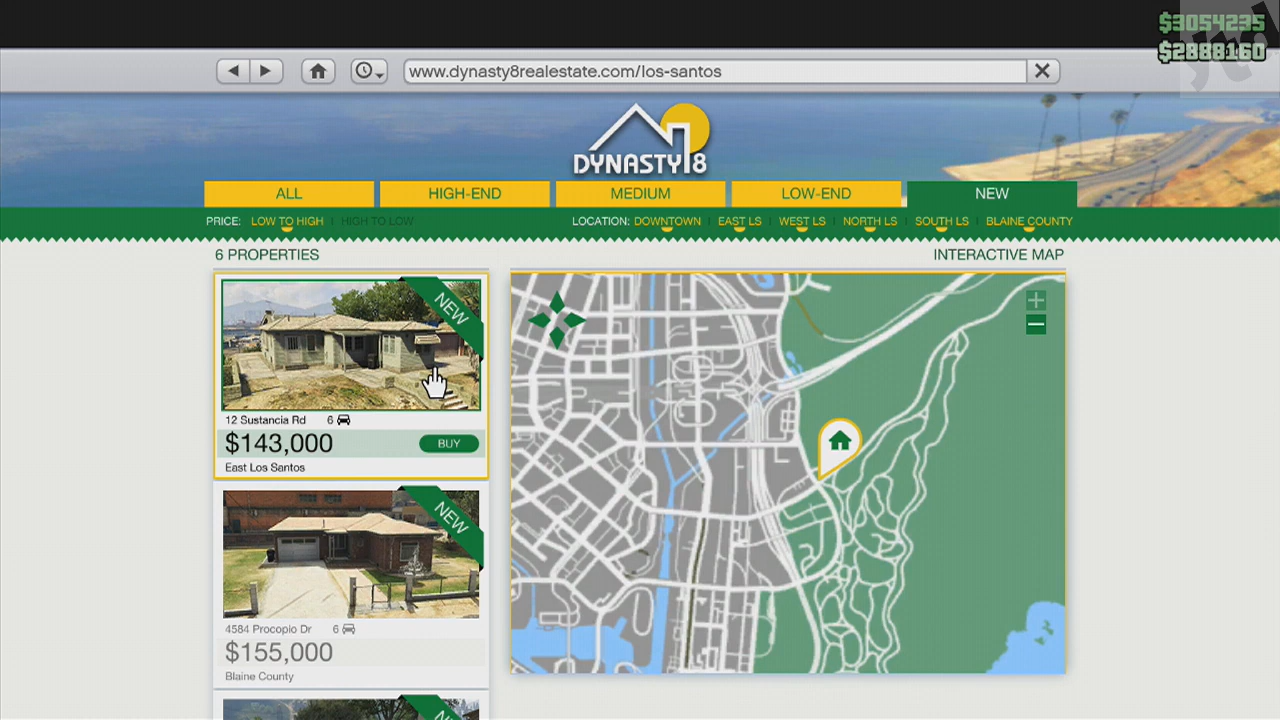 $3054235
$2888160
www.dynasty8realestate.com/los-santos
DYNASTY 8
ALL
HIGH-END
MEDIUM
LOW-END
NEW
PRICE: LOW TO HIGH | HIGH TO LOW
LOCATION: DOWNTOWN | EAST LS | WEST LS | NORTH LS | SOUTH LS | BLAINE COUNTY
6 PROPERTIES
INTERACTIVE MAP
NEW
12 Sustancia Rd 6
$143,000
BUY
East Los Santos
NEW
4584 Procopio Dr 6
$155,000
Blaine County